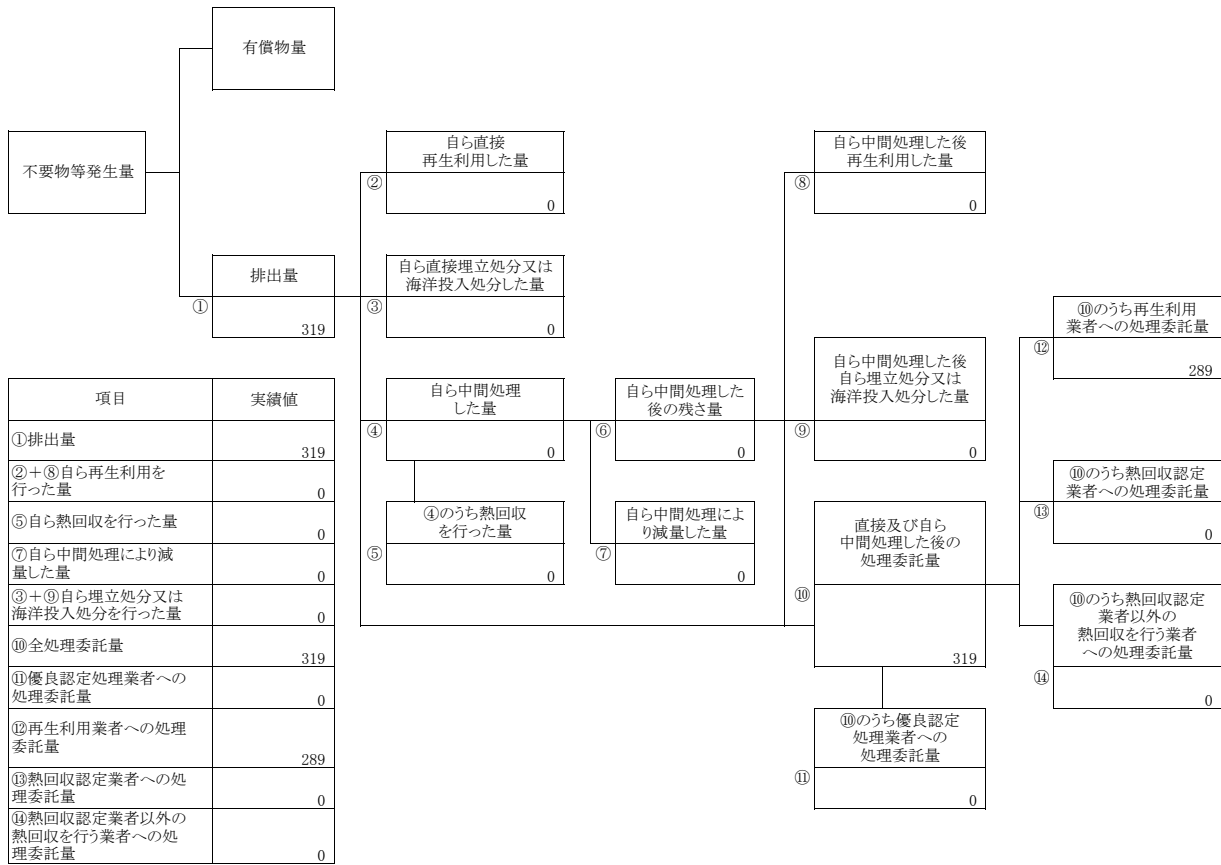 有償物量
不要物等発生量
自ら直接
再生利用した量
②
0
自ら中間処理した後
再生利用した量
⑧
0
排出量
①
319
自ら直接埋立処分又は
海洋投入処分した量
③
0
⑩のうち再生利用
業者への処理委託量
⑫
289
自ら中間処理
した量
④
0
自ら中間処理した
後の残さ量
⑥
0
自ら中間処理した後
自ら埋立処分又は
海洋投入処分した量
⑨
0
④のうち熱回収
を行った量
⑤
0
自ら中間処理によ
り減量した量
⑦
0
直接及び自ら
中間処理した後の
処理委託量
⑩
319
⑩のうち熱回収認定
業者への処理委託量
⑬
0
⑩のうち熱回収認定
業者以外の
熱回収を行う業者
への処理委託量
⑭
0
⑩のうち優良認定
処理業者への
処理委託量
⑪
0
項目 実績値
①排出量 319
②+⑧自ら再生利用を
行った量 0
⑤自ら熱回収を行った量 0
⑦自ら中間処理により減
量した量 0
③+⑨自ら埋立処分又は
海洋投入処分を行った量 0
⑩全処理委託量 319
⑪優良認定処理業者への
処理委託量 0
⑫再生利用業者への処理
委託量 289
⑬熱回収認定業者への処
理委託量 0
⑭熱回収認定業者以外の
熱回収を行う業者への処
理委託量 0